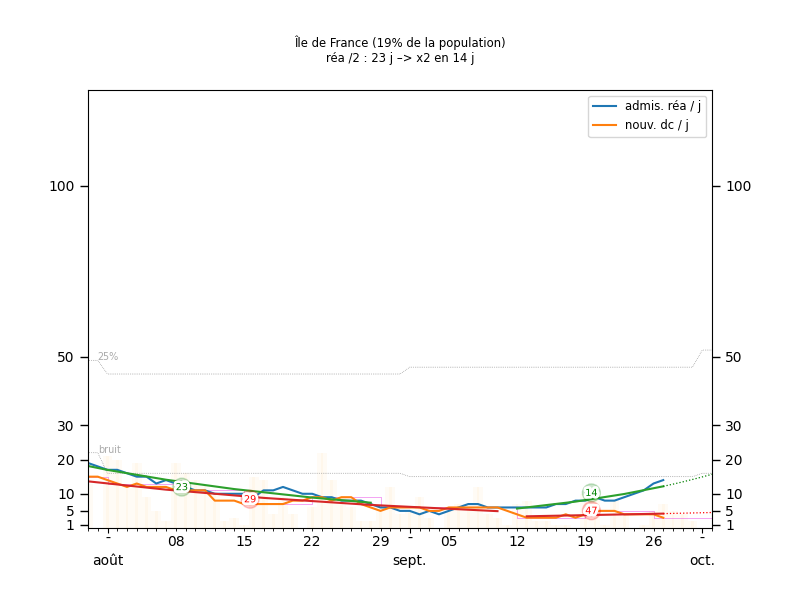 Île de France (19% de la population)
réa /2 : 23 j –> x2 en 14 j
admis. réa / j
nouv. dc / j
100 100
50 50
25%
30 30
bruit
20 20
23 14
10 10
29 47
5 5
1 1
- 08 15 22 29 - 05 12 19 26 -
août sept. oct.